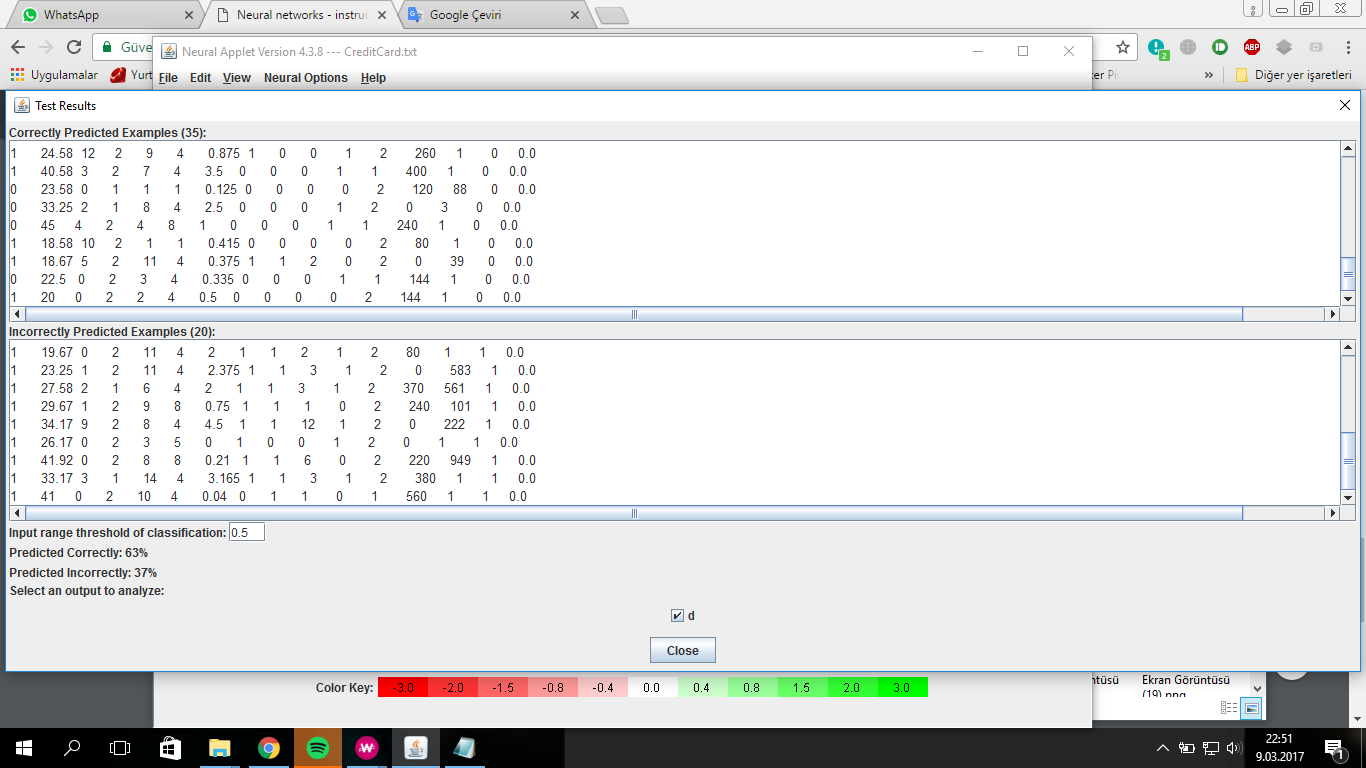 WhatsApp
Neural networks - instruc
Google Çeviri
Güve
Neural Applet Version 4.3.8 --- CreditCard.txt
2
ABP
Uygulamalar
Yurt
File Edit View Neural Options Help
ter Pi
»
Diğer yer işaretleri
Test Results
Correctly Predicted Examples (35):
1 24.58 12 2 9 4 0.875 1 0 0 1 2 260 1 0 0.0
1 40.58 3 2 7 4 3.5 0 0 0 1 1 400 1 0 0.0
0 23.58 0 1 1 1 0.125 0 0 0 0 2 120 88 0 0.0
0 33.25 2 1 8 4 2.5 0 0 0 1 2 0 3 0 0.0
0 45 4 2 4 8 1 0 0 0 1 1 240 1 0 0.0
1 18.58 10 2 1 1 0.415 0 0 0 0 2 80 1 0 0.0
1 18.67 5 2 11 4 0.375 1 1 2 0 2 0 39 0 0.0
0 22.5 0 2 3 4 0.335 0 0 0 1 1 144 1 0 0.0
1 20 0 2 2 4 0.5 0 0 0 0 2 144 1 0 0.0
Incorrectly Predicted Examples (20):
1 19.67 0 2 11 4 2 1 1 2 1 2 80 1 1 0.0
1 23.25 1 2 11 4 2.375 1 1 3 1 2 0 583 1 0.0
1 27.58 2 1 6 4 2 1 1 3 1 2 370 561 1 0.0
1 29.67 1 2 9 8 0.75 1 1 1 0 2 240 101 1 0.0
1 34.17 9 2 8 4 4.5 1 1 12 1 2 0 222 1 0.0
1 26.17 0 2 3 5 0 1 0 0 1 2 0 1 1 0.0
1 41.92 0 2 8 8 0.21 1 1 6 0 2 220 949 1 0.0
1 33.17 3 1 14 4 3.165 1 1 3 1 2 380 1 1 0.0
1 41 0 2 10 4 0.04 0 1 1 0 1 560 1 1 0.0
Input range threshold of classification: 0.5
Predicted Correctly: 63%
Predicted Incorrectly: 37%
Select an output to analyze:
d
Close
Color Key: -3.0 -2.0 -1.5 -0.8 -0.4 0.0 0.4 0.8 1.5 2.0 3.0
ntüsü
Ekran Görüntüsü
(19).png
22:51
9.03.2017
1